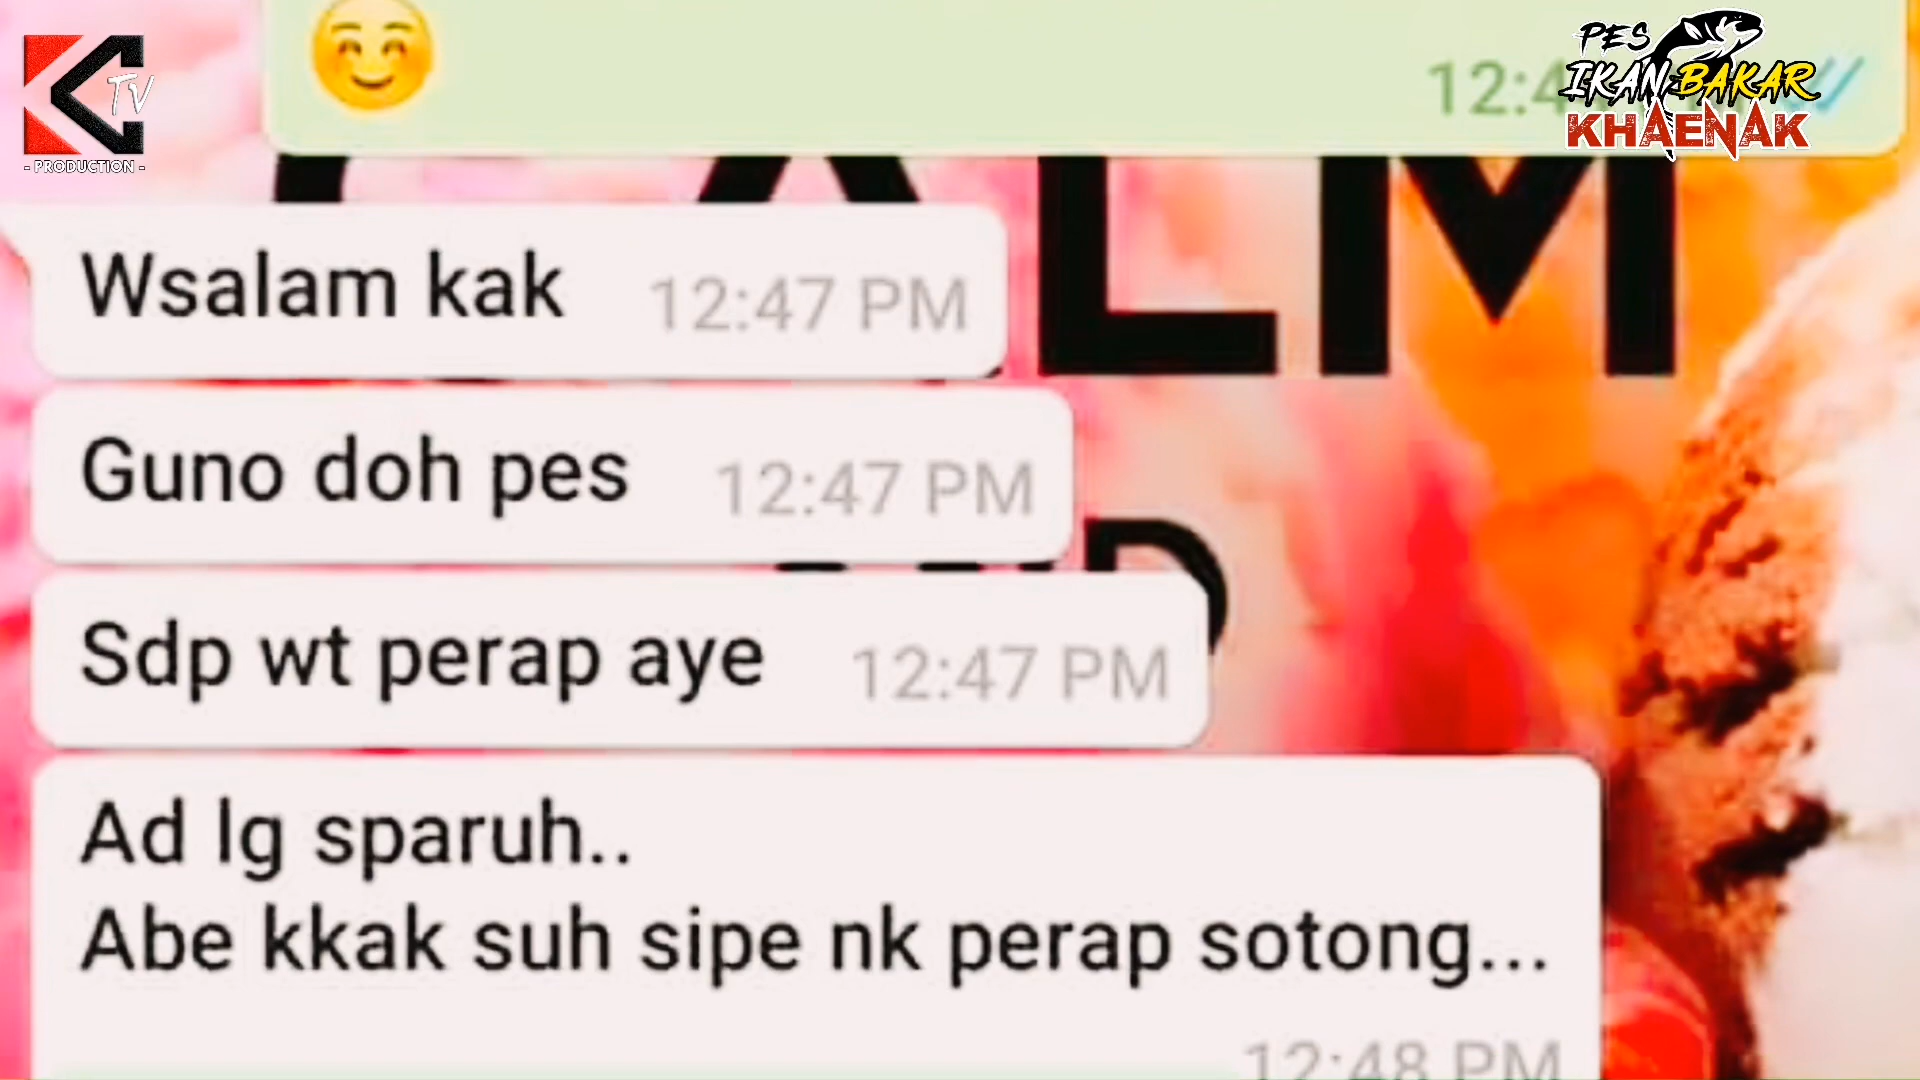 TV
- PRODUCTION -
PES
IKAN BAKAR
KHAENAK
Wsalam kak 12:47 PM
Guno doh pes 12:47 PM
Sdp wt perap aye 12:47 PM
Ad lg sparuh..
Abe kkak suh sipe nk perap sotong...
12:48 PM